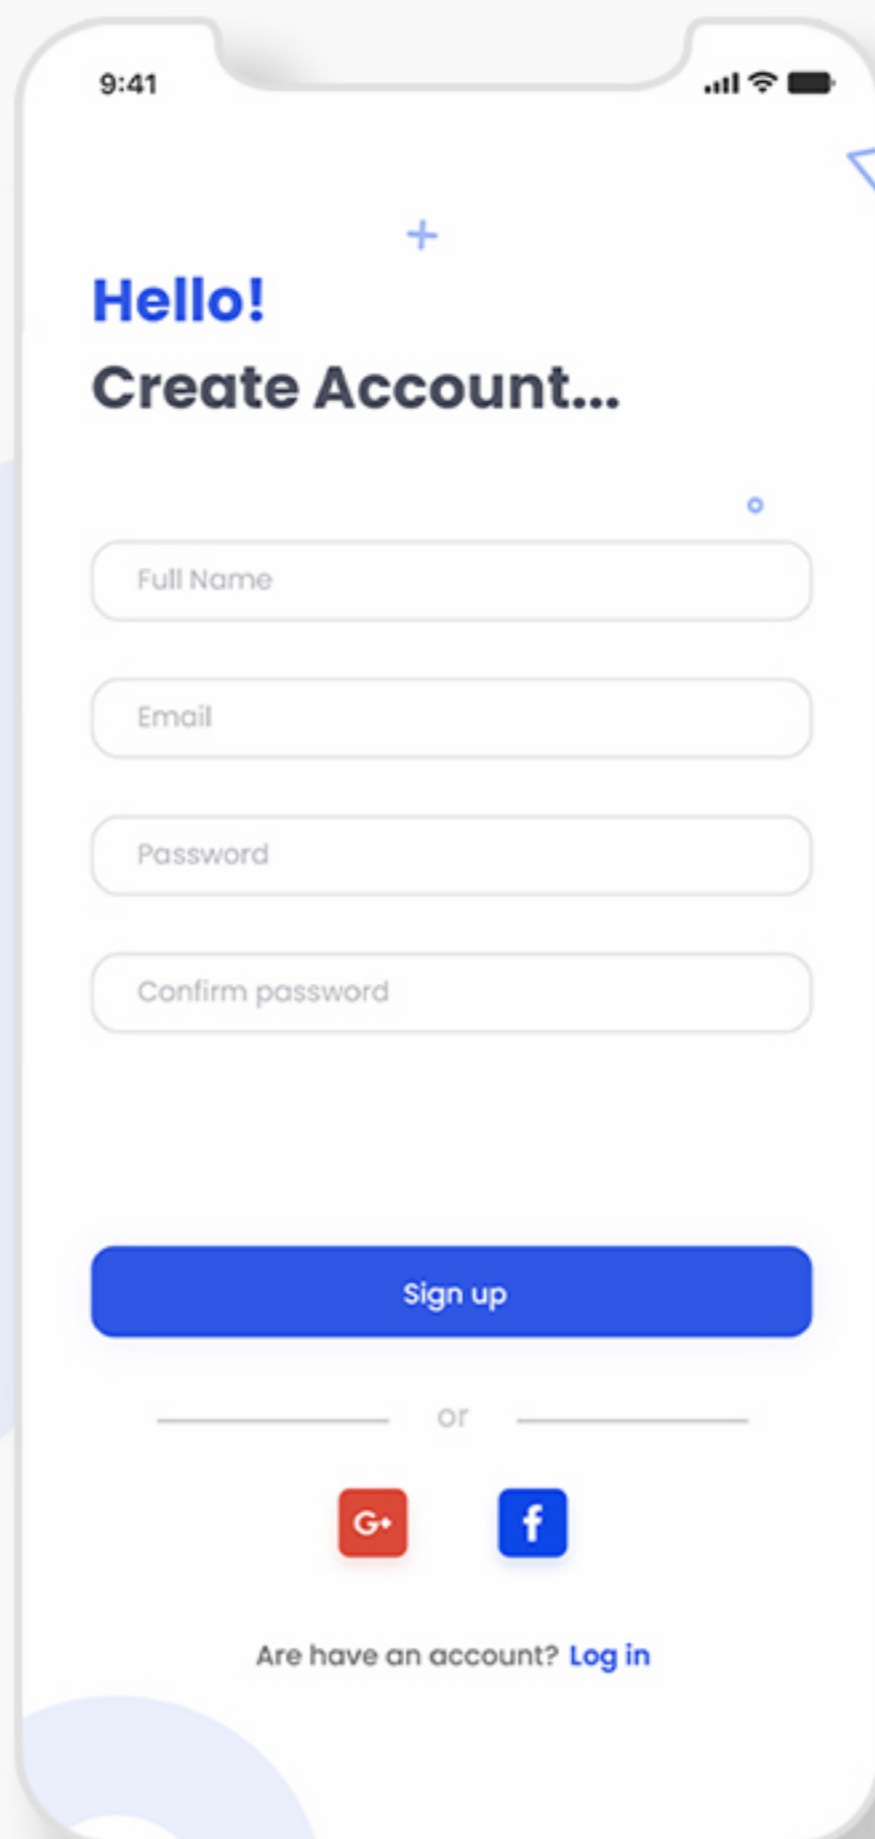 9:41
Hello!
Create Account...
Full Name
Email
Password
Confirm password
Sign up
or
G+ f
Are have an account? Log in